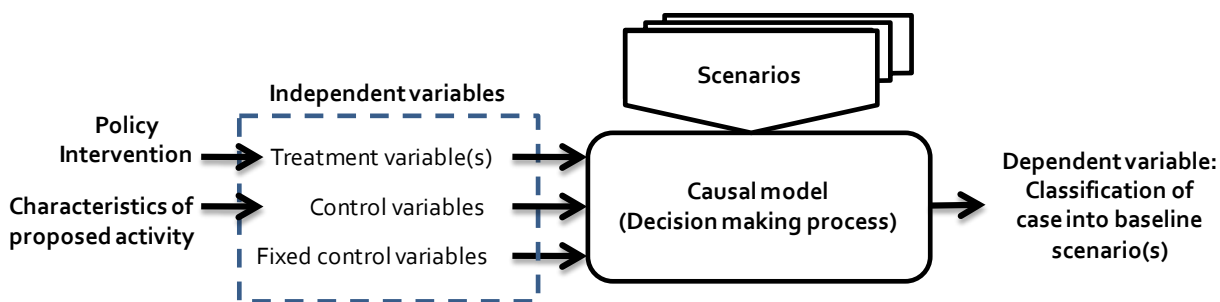 Scenarios
Independent variables
Policy
Intervention
Treatment variable(s)
Characteristics of
proposed activity
Control variables
Fixed control variables
Causal model
(Decision making process)
Dependent variable:
Classification of
case into baseline
scenario(s)